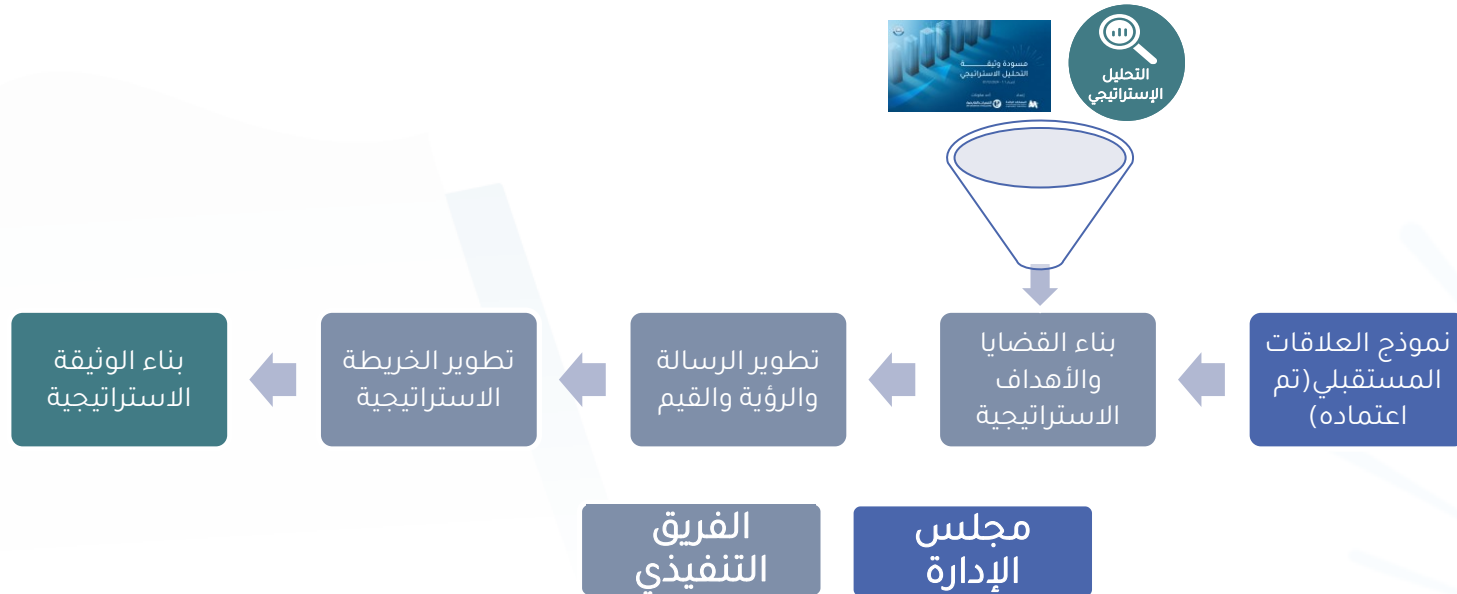 مسودة وثيقـــــــة
التحليل الاستراتيجي
التحليل
الإستراتيجي
نموذج العلاقات
المستقبلي(تم
اعتماده)
بناء القضايا
والأهداف
الاستراتيجية
تطوير الرسالة
والرؤية والقيم
تطوير الخريطة
الاستراتيجية
بناء الوثيقة
الاستراتيجية
مجلس
الإدارة
الفريق
التنفيذي